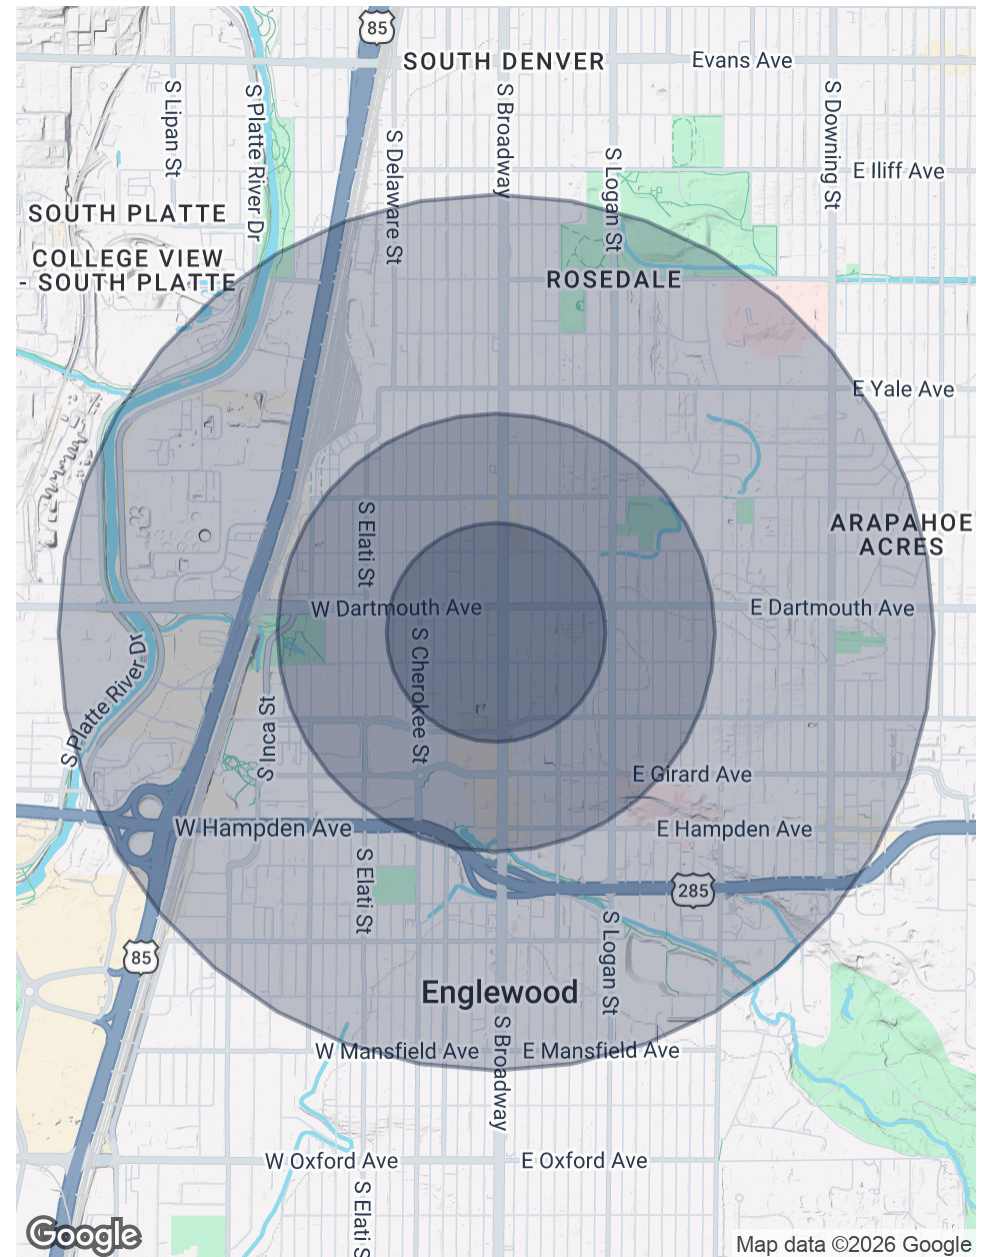 85
SOUTH DENVER
Evans Ave
S Lipan St
S Platte River Dr
S Broadway
S Downing St
S Delaware St
S Logan St
E Iliff Ave
SOUTH PLATTE
COLLEGE VIEW
- SOUTH PLATTE
ROSEDALE
E Yale Ave
S Elati St
ARAPAHOE
ACRES
W Dartmouth Ave
E Dartmouth Ave
S Cherokee St
S Platte River Dr
S Inca St
E Girard Ave
W Hampden Ave
E Hampden Ave
S Elati St
285
S Logan St
85
Englewood
S Broadway
W Mansfield Ave
E Mansfield Ave
W Oxford Ave
E Oxford Ave
S Elati S
Google
Map data ©2026 Google